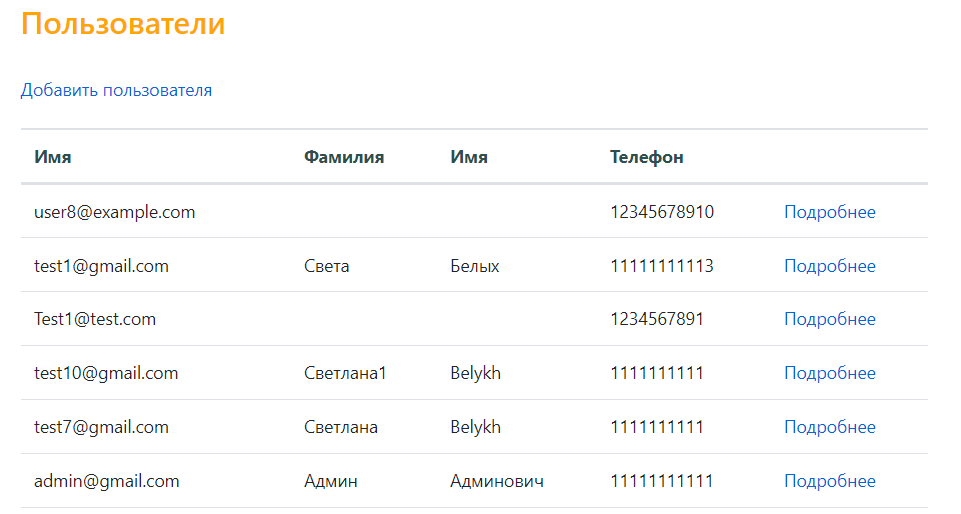 Пользователи
Добавить пользователя
Имя Фамилия Имя Телефон
user8@example.com 12345678910 Подробнее
test1@gmail.com Света Белых 11111111113 Подробнее
Test1@test.com 1234567891 Подробнее
test10@gmail.com Светлана1 Belykh 1111111111 Подробнее
test7@gmail.com Светлана Belykh 1111111111 Подробнее
admin@gmail.com Админ Админович 11111111111 Подробнее